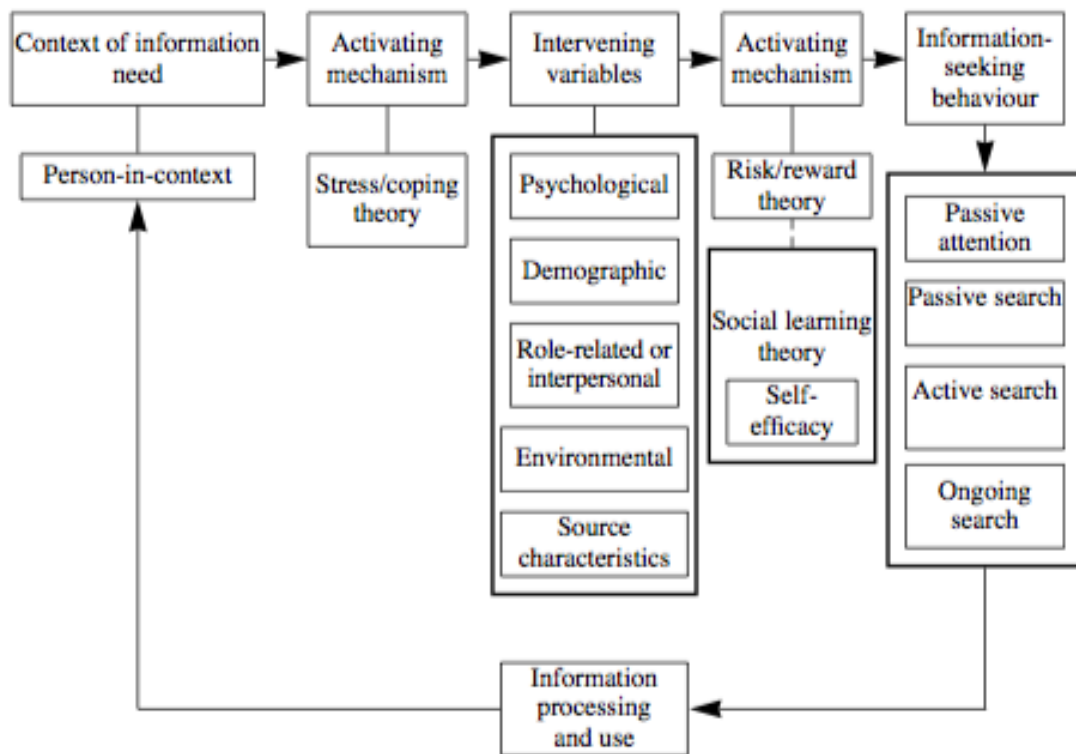 Context of information
need
Activating
mechanism
Intervening
variables
Activating
mechanism
Information-
seeking
behaviour
Person-in-context
Stress/coping
theory
Psychological
Demographic
Role-related or
interpersonal
Environmental
Source
characteristics
Risk/reward
theory
Social learning
theory
Self-
efficacy
Passive
attention
Passive search
Active search
Ongoing
search
Information
processing
and use